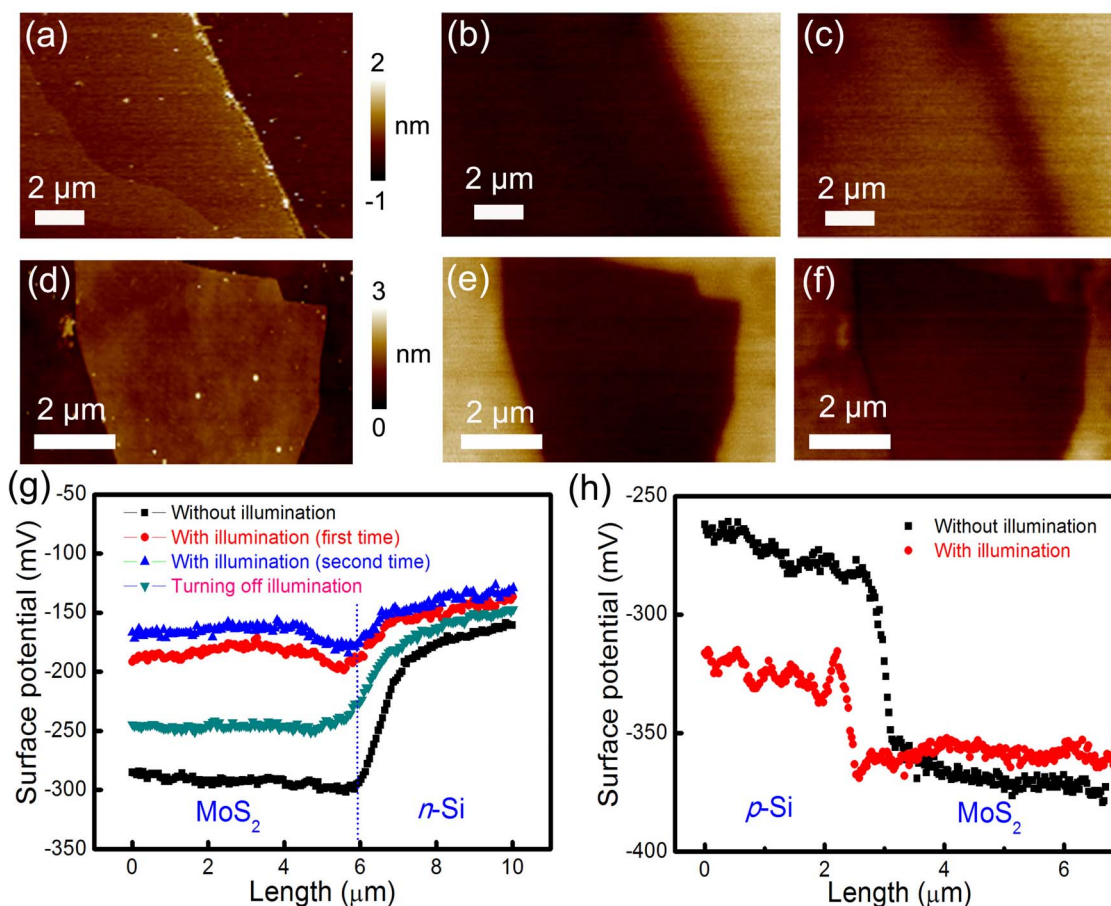 (a)
2
nm
-1
2 µm
(b)
2 µm
(c)
2 µm
(d)
3
nm
0
2 µm
(e)
2 µm
(f)
2 µm
(g)
-50
-100
-150
-200
-250
-300
-350
Surface potential (mV)
Without illumination
With illumination (first time)
With illumination (second time)
Turning off illumination
MoS₂
n-Si
0 2 4 6 8 10
Length (µm)
(h)
-250
-300
-350
-400
Surface potential (mV)
Without illumination
With illumination
p-Si
MoS₂
0 2 4 6
Length (µm)